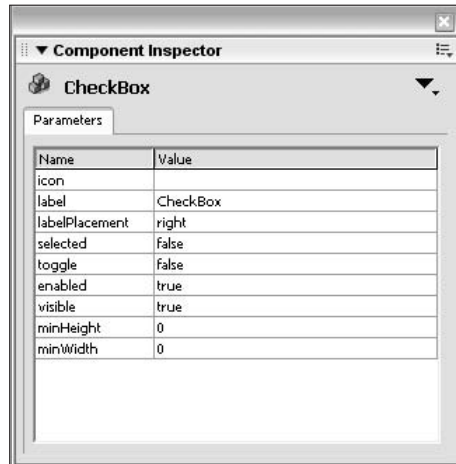 Component Inspector
CheckBox
Parameters
Name Value
icon
label CheckBox
labelPlacement right
selected false
toggle false
enabled true
visible true
minHeight 0
minWidth 0